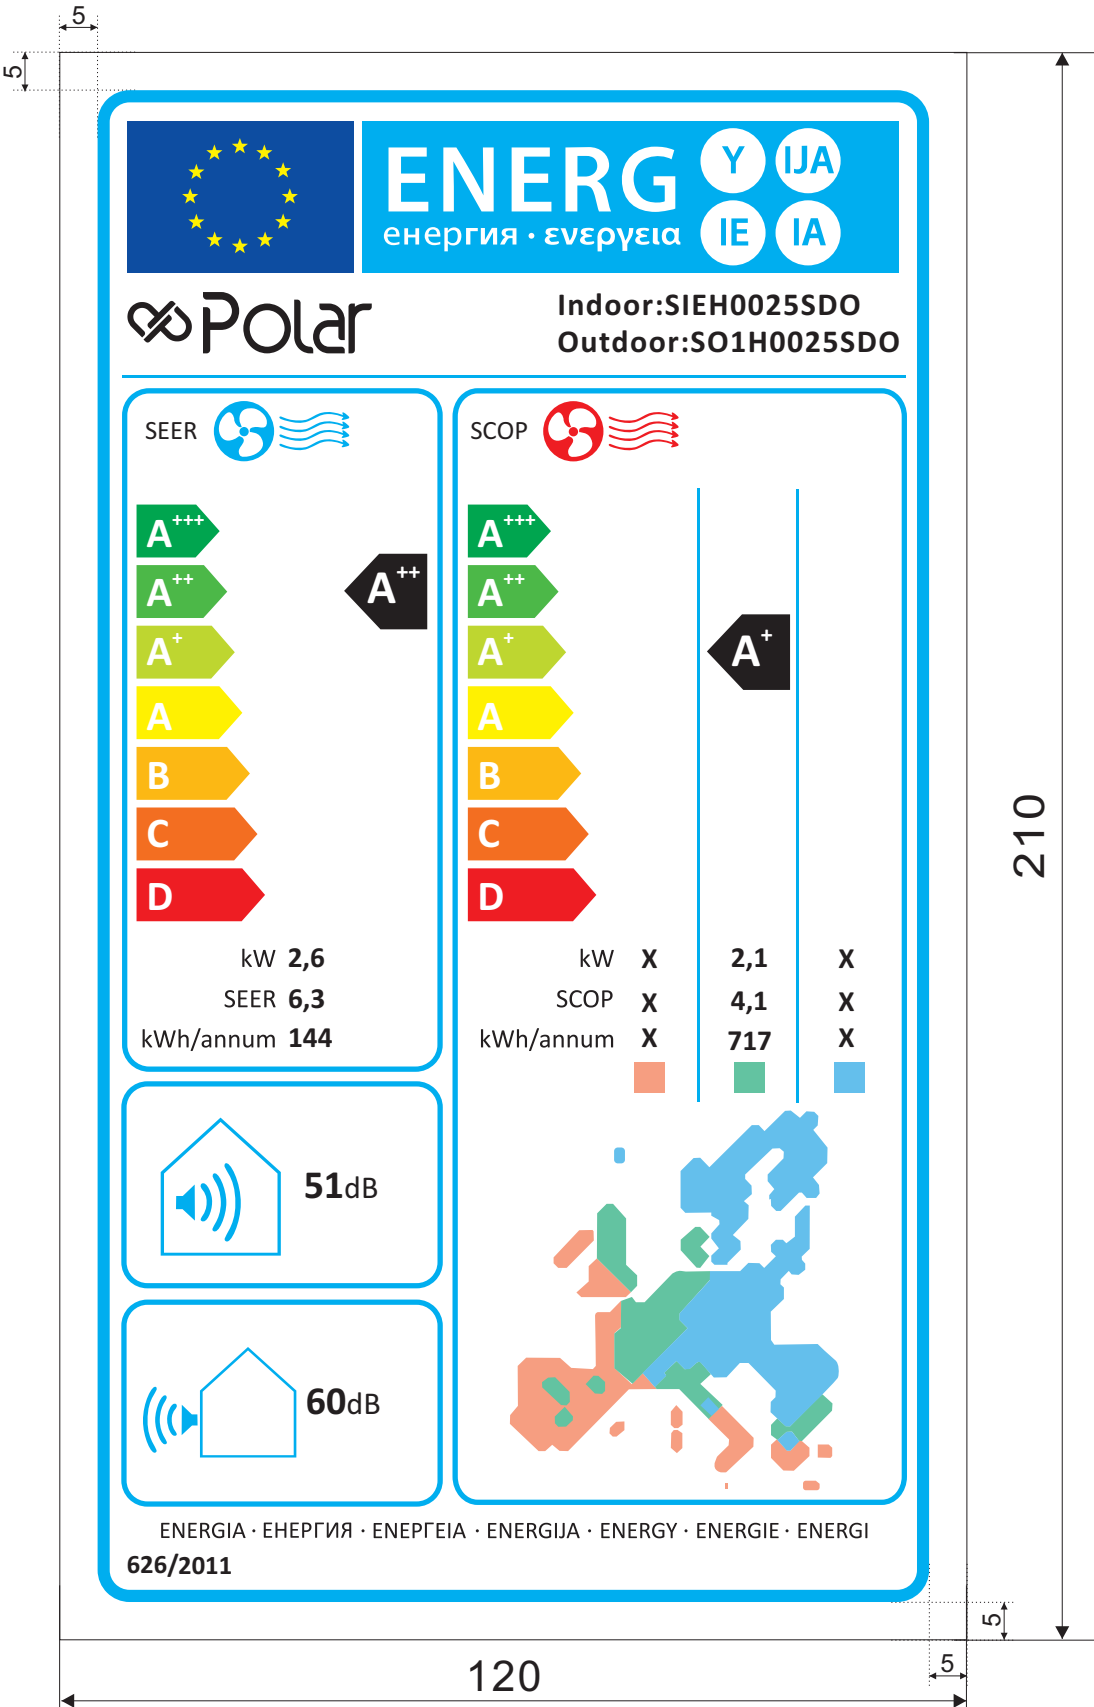 5
5
ENERG
Y
IJA
IE
IA
енергия · ενεργεια
Polar
Indoor:SIEH0025SDO
Outdoor:SO1H0025SDO
SEER
A+++
A++
A+
A
B
C
D
A++
kW 2,6
SEER 6,3
kWh/annum 144
SCOP
A+++
A++
A+
A
B
C
D
A+
kW X 2,1 X
SCOP X 4,1 X
kWh/annum X 717 X
51dB
60dB
ENERGIA · ЕНЕРГИЯ · ΕΝΕΡΓΕΙΑ · ENERGIJA · ENERGY · ENERGIE · ENERGI
626/2011
210
5
5
120